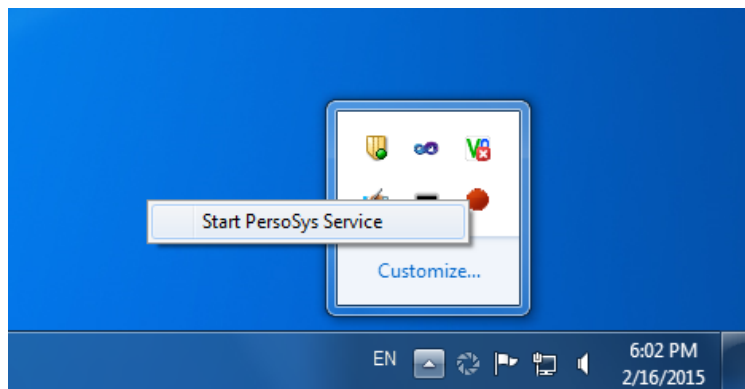 Start PersoSys Service
Customize...
EN
6:02 PM
2/16/2015